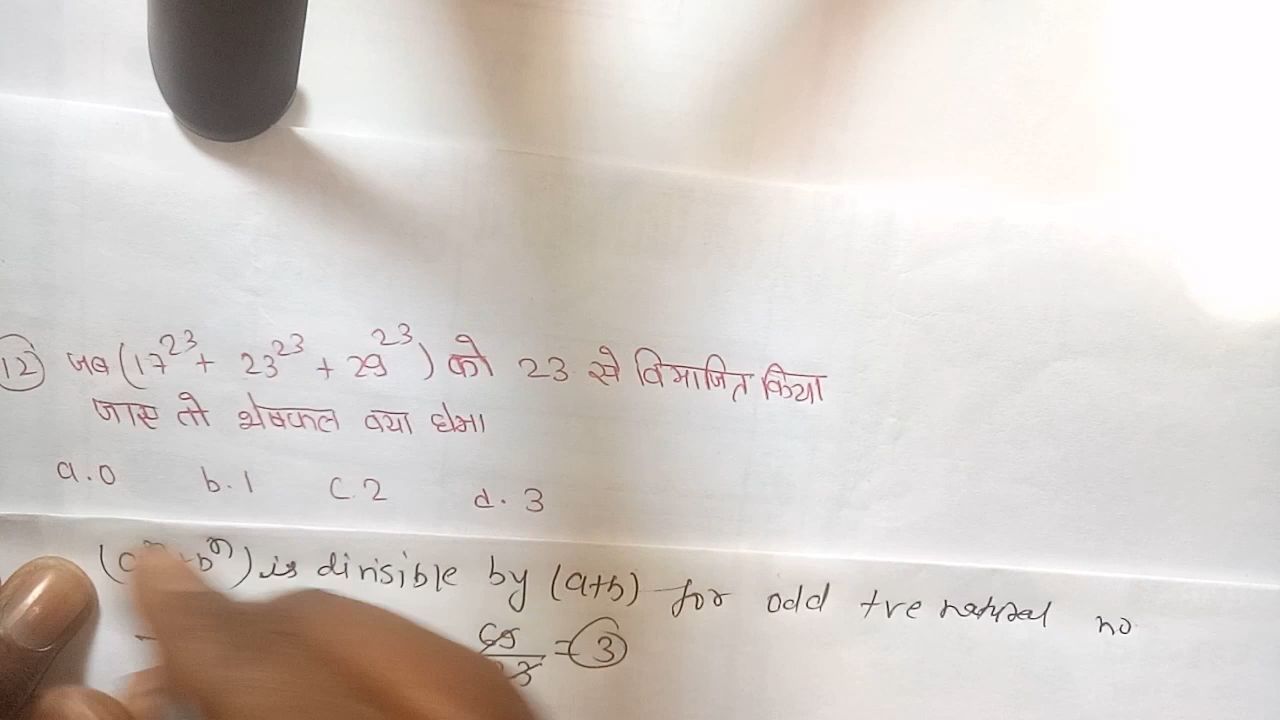 12 जब (17^23 + 23^23 + 29^23) को 23 से विभाजित किया
जाए तो शेषफल क्या होगा
a. 0 b. 1 c. 2 d. 3
b^n) is divisible by (a+b) for odd +ve natural no
69 = 3